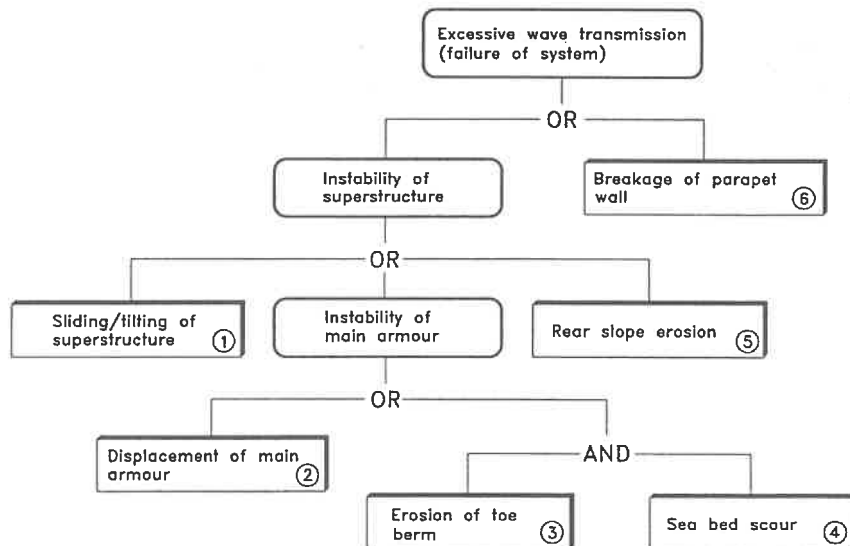 Excessive wave transmission
(failure of system)
OR
Instability of
superstructure
Breakage of parapet
wall
6
OR
Sliding/tilting of
superstructure
1
Instability of
main armour
Rear slope erosion
5
OR
Displacement of main
armour
2
AND
Erosion of toe
berm
3
Sea bed scour
4